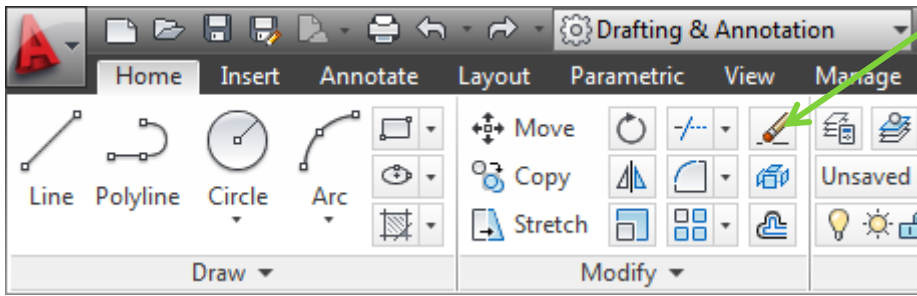 Drafting & Annotation
Home Insert Annotate Layout Parametric View Manage
Line Polyline Circle Arc
Move
Copy
Stretch
Unsaved
Draw Modify